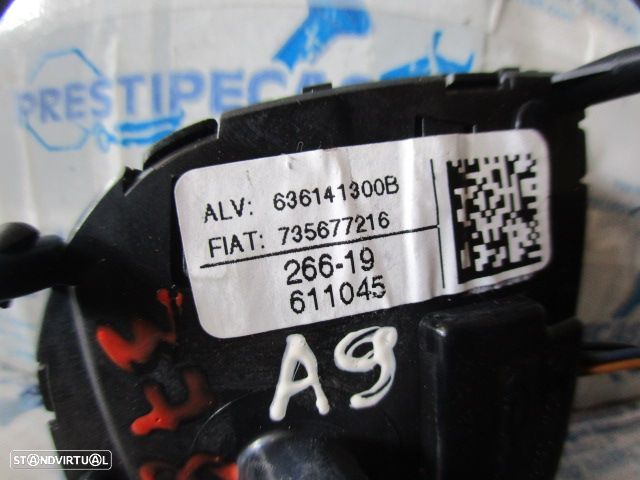 PRESTIPEÇAS
ALV: 636141300B
FIAT: 735677216
266-19
611045
A9
STANDVIRTUAL